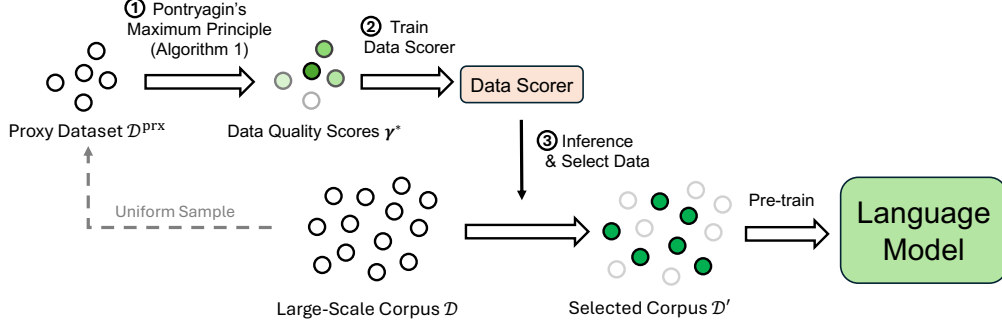 ① Pontryagin's
Maximum Principle
(Algorithm 1)
② Train
Data Scorer
Data Scorer
Proxy Dataset 𝒟ᵖʳˣ
Data Quality Scores γ*
③ Inference
& Select Data
Uniform Sample
Pre-train
Language
Model
Large-Scale Corpus 𝒟
Selected Corpus 𝒟′